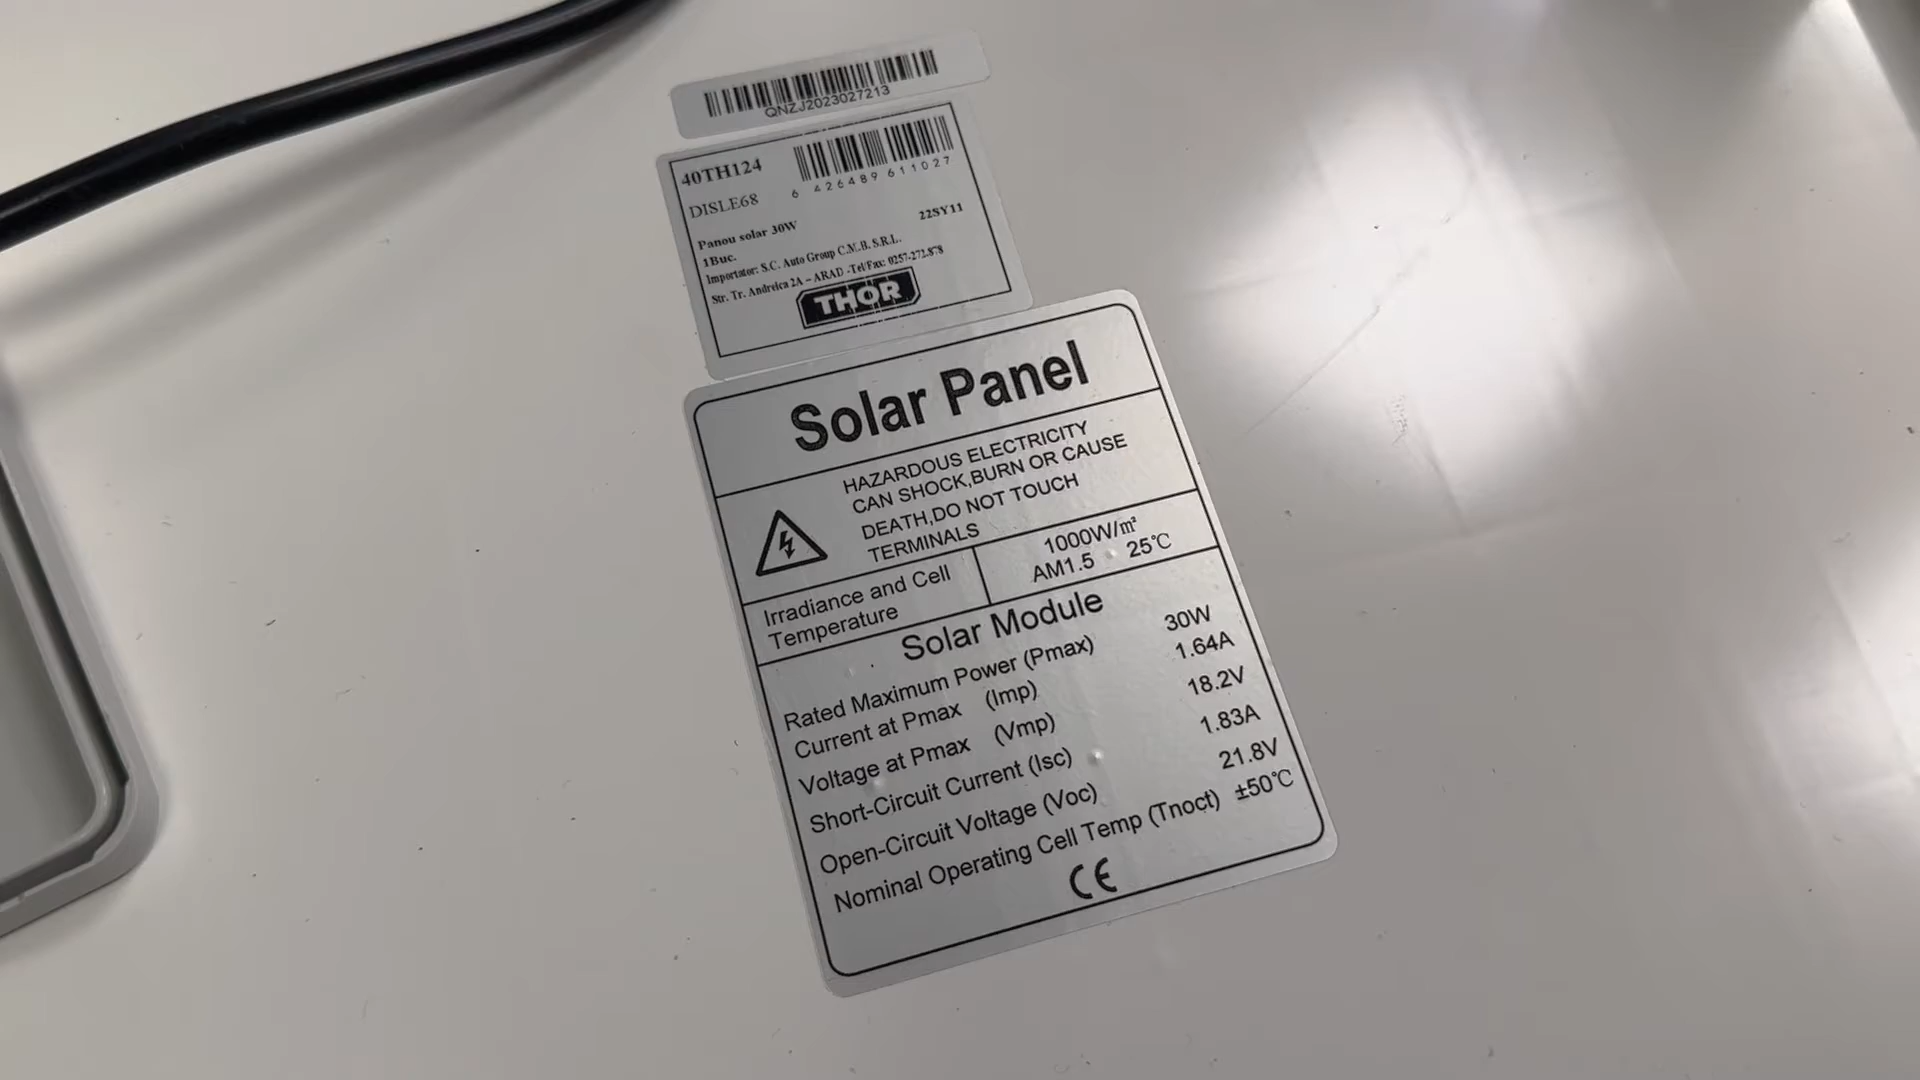 QNZJ2023027213
40TH124
6 426489 611027
DISLE68
Panou solar 30W
22SY11
1Buc.
Importator: S.C. Auto Group C.M.B. S.R.L.
Str. Tr. Andreica 2A – ARAD -Tel/Fax: 0257-272.878
THOR
Solar Panel
HAZARDOUS ELECTRICITY
CAN SHOCK,BURN OR CAUSE
DEATH,DO NOT TOUCH
TERMINALS
Irradiance and Cell
Temperature
1000W/m²
AM1.5 25℃
Solar Module
Rated Maximum Power (Pmax) 30W
Current at Pmax (Imp) 1.64A
Voltage at Pmax (Vmp) 18.2V
Short-Circuit Current (Isc) 1.83A
Open-Circuit Voltage (Voc) 21.8V
Nominal Operating Cell Temp (Tnoct) ±50℃
CE